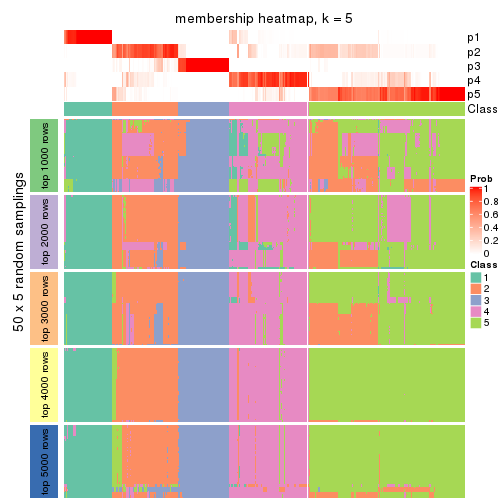 membership heatmap, k = 5
p1
p2
p3
p4
p5
Class
50 x 5 random samplings
top 1000 rows
top 2000 rows
top 3000 rows
top 4000 rows
top 5000 rows
Prob
1
0.8
0.6
0.4
0.2
0
Class
1
2
3
4
5